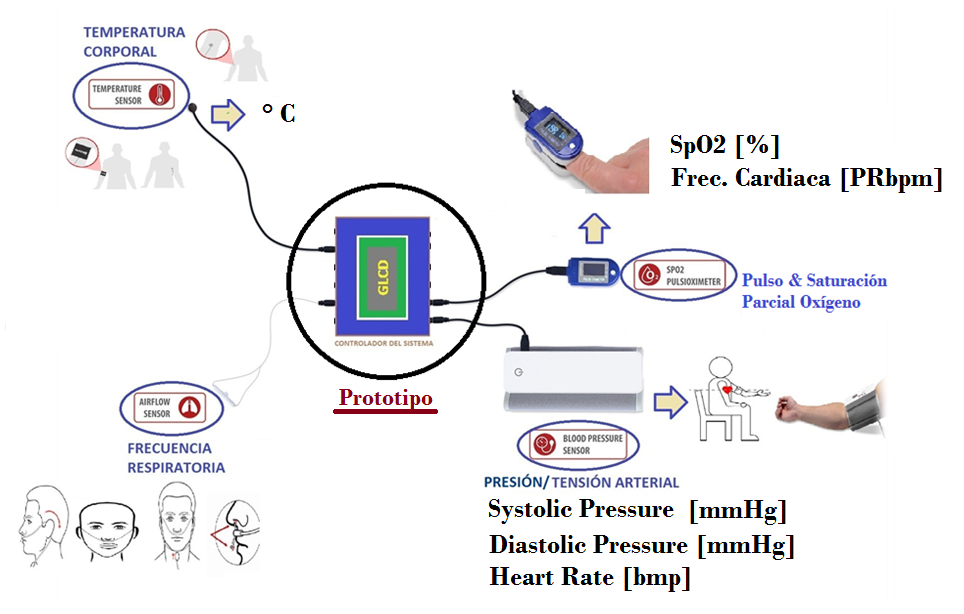 TEMPERATURA
CORPORAL
TEMPERATURE
SENSOR
° C
SpO2 [%]
Frec. Cardiaca [PRbpm]
GLCD
CONTROLADOR DEL SISTEMA
Prototipo
SPO2
PULSIOXIMETER
O₂
Pulso & Saturación
Parcial Oxígeno
AIRFLOW
SENSOR
FRECUENCIA
RESPIRATORIA
BLOOD PRESSURE
SENSOR
PRESIÓN/ TENSIÓN ARTERIAL
Systolic Pressure [mmHg]
Diastolic Pressure [mmHg]
Heart Rate [bmp]